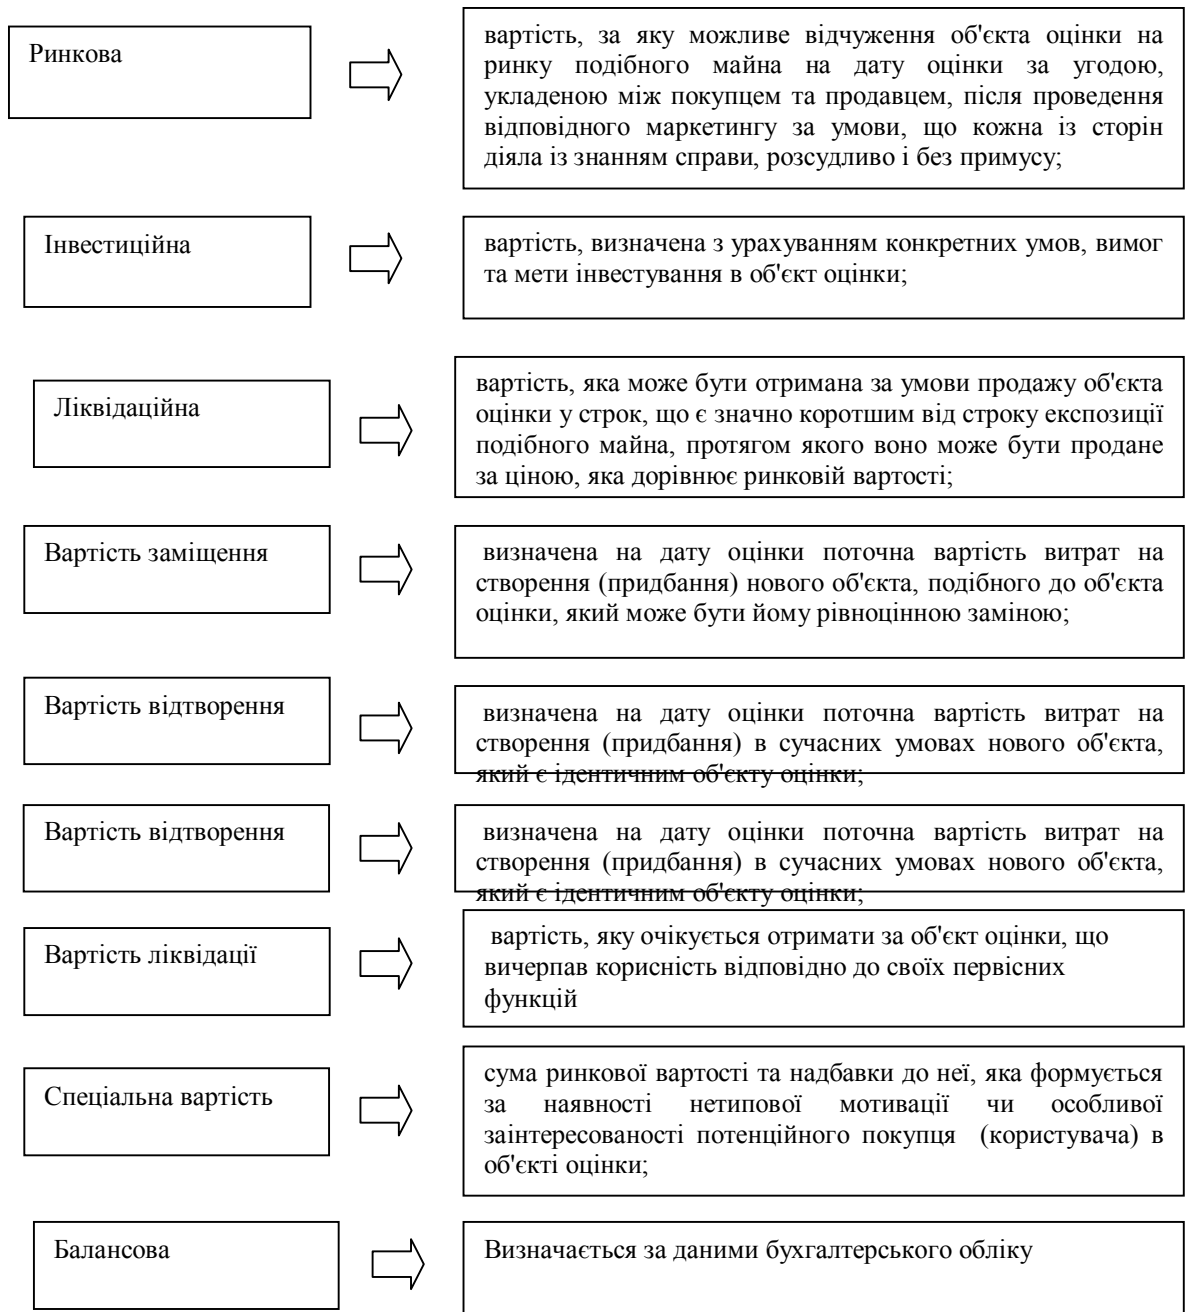 Ринкова
вартість, за яку можливе відчуження об'єкта оцінки на
ринку подібного майна на дату оцінки за угодою,
укладеною між покупцем та продавцем, після проведення
відповідного маркетингу за умови, що кожна із сторін
діяла із знанням справи, розсудливо і без примусу;
Інвестиційна
вартість, визначена з урахуванням конкретних умов, вимог
та мети інвестування в об'єкт оцінки;
Ліквідаційна
вартість, яка може бути отримана за умови продажу об'єкта
оцінки у строк, що є значно коротшим від строку експозиції
подібного майна, протягом якого воно може бути продане
за ціною, яка дорівнює ринковій вартості;
Вартість заміщення
визначена на дату оцінки поточна вартість витрат на
створення (придбання) нового об'єкта, подібного до об'єкта
оцінки, який може бути йому рівноцінною заміною;
Вартість відтворення
визначена на дату оцінки поточна вартість витрат на
створення (придбання) в сучасних умовах нового об'єкта,
який є ідентичним об'єкту оцінки;
Вартість відтворення
визначена на дату оцінки поточна вартість витрат на
створення (придбання) в сучасних умовах нового об'єкта,
який є ідентичним об'єкту оцінки;
Вартість ліквідації
вартість, яку очікується отримати за об'єкт оцінки, що
вичерпав корисність відповідно до своїх первісних
функцій
Спеціальна вартість
сума ринкової вартості та надбавки до неї, яка формується
за наявності нетипової мотивації чи особливої
заінтересованості потенційного покупця (користувача) в
об'єкті оцінки;
Балансова
Визначається за даними бухгалтерського обліку